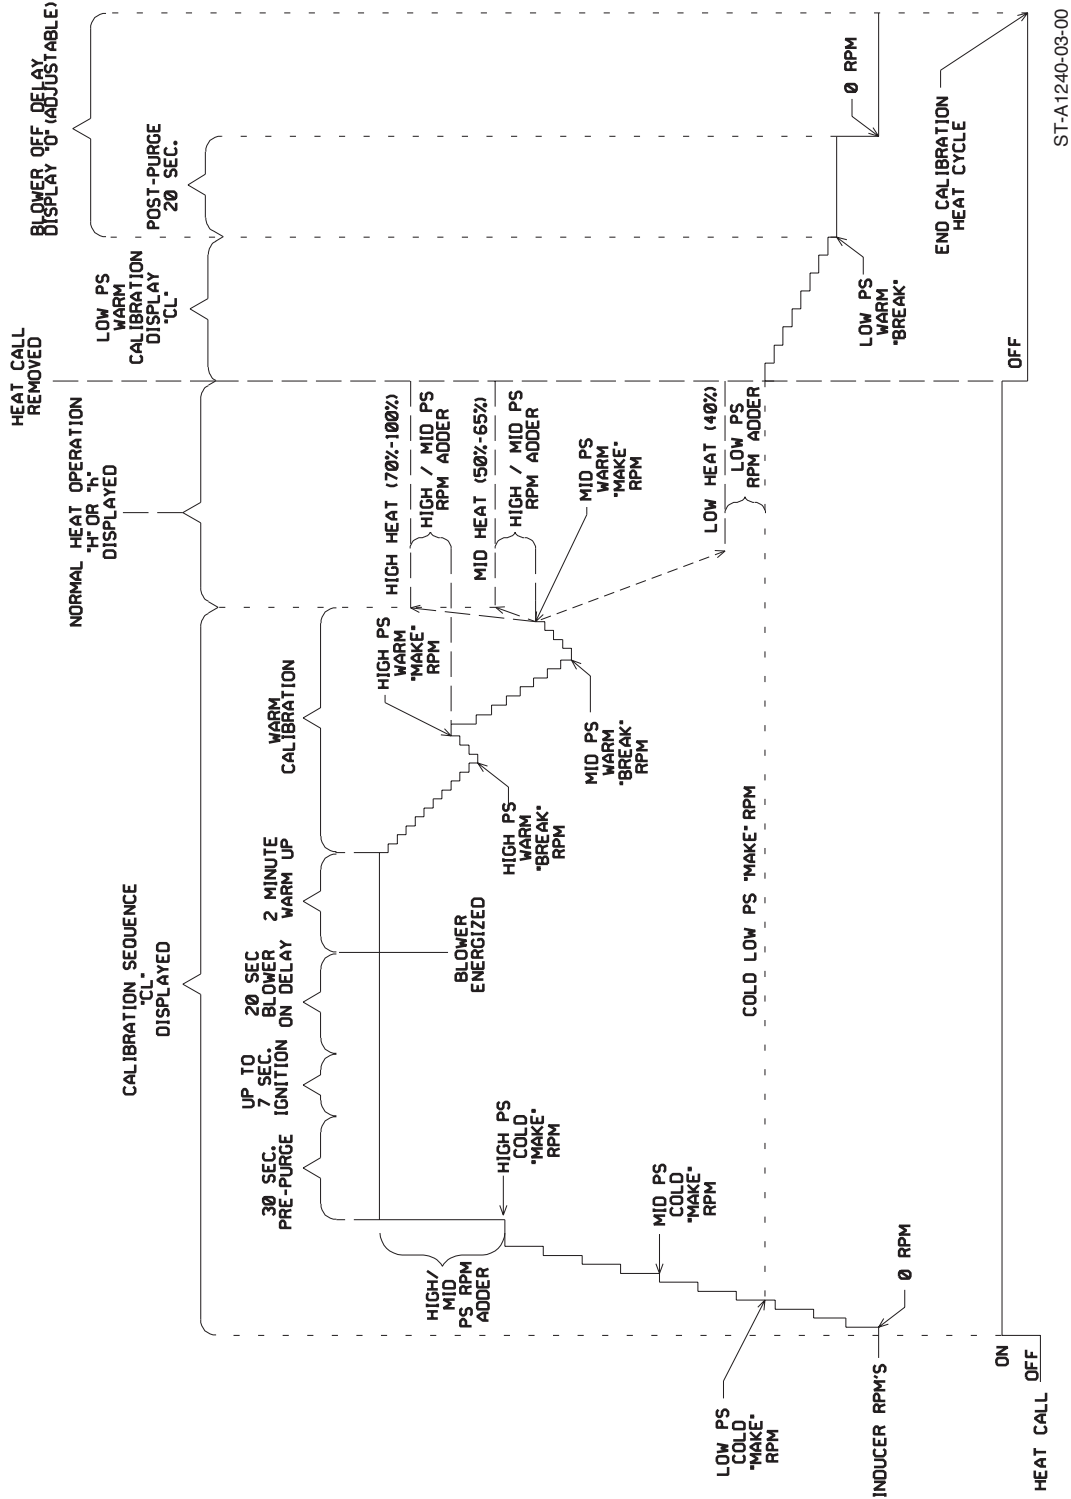 CALIBRATION SEQUENCE
"CL"
DISPLAYED
NORMAL HEAT OPERATION
"H" OR "h"
DISPLAYED
HEAT CALL
REMOVED
LOW PS
WARM
CALIBRATION
DISPLAY
"CL"
BLOWER OFF DELAY
DISPLAY "0" (ADJUSTABLE)
POST-PURGE
20 SEC.
30 SEC.
PRE-PURGE
UP TO
7 SEC.
IGNITION
20 SEC
BLOWER
ON DELAY
2 MINUTE
WARM UP
WARM
CALIBRATION
HIGH/
MID
PS RPM
ADDER
HIGH PS
COLD
"MAKE"
RPM
BLOWER
ENERGIZED
HIGH PS
WARM
"BREAK"
RPM
HIGH PS
WARM
"MAKE"
RPM
HIGH HEAT (70%-100%)
HIGH / MID PS
RPM ADDER
MID HEAT (50%-65%)
HIGH / MID PS
RPM ADDER
MID PS
WARM
"BREAK"
RPM
MID PS
WARM
"MAKE"
RPM
LOW HEAT (40%)
LOW PS
RPM ADDER
MID PS
COLD
"MAKE"
RPM
LOW PS
COLD
"MAKE"
RPM
COLD LOW PS "MAKE" RPM
LOW PS
WARM
"BREAK"
0 RPM
INDUCER RPM'S
0 RPM
END CALIBRATION
HEAT CYCLE
HEAT CALL
ON
OFF
OFF
ST-A1240-03-00